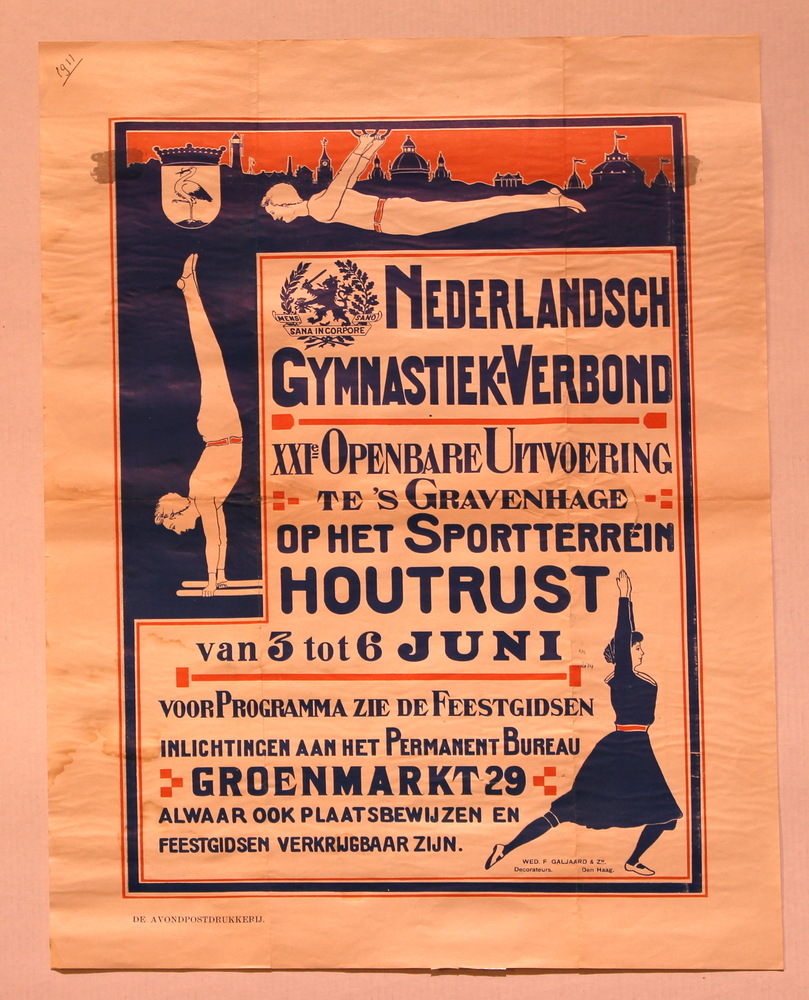 1911
MENS SANO
SANA IN CORPORE
NEDERLANDSCH
GYMNASTIEK-VERBOND
XXIste OPENBARE UITVOERING
TE 'S GRAVENHAGE
OP HET SPORTTERREIN
HOUTRUST
van 3 tot 6 JUNI
VOOR PROGRAMMA ZIE DE FEESTGIDSEN
INLICHTINGEN AAN HET PERMANENT BUREAU
GROENMARKT 29
ALWAAR OOK PLAATSBEWIJZEN EN
FEESTGIDSEN VERKRIJGBAAR ZIJN.
WED. F. GALJAARD & Zn.
Decorateurs. Den Haag.
DE AVONDPOSTDRUKKERIJ.